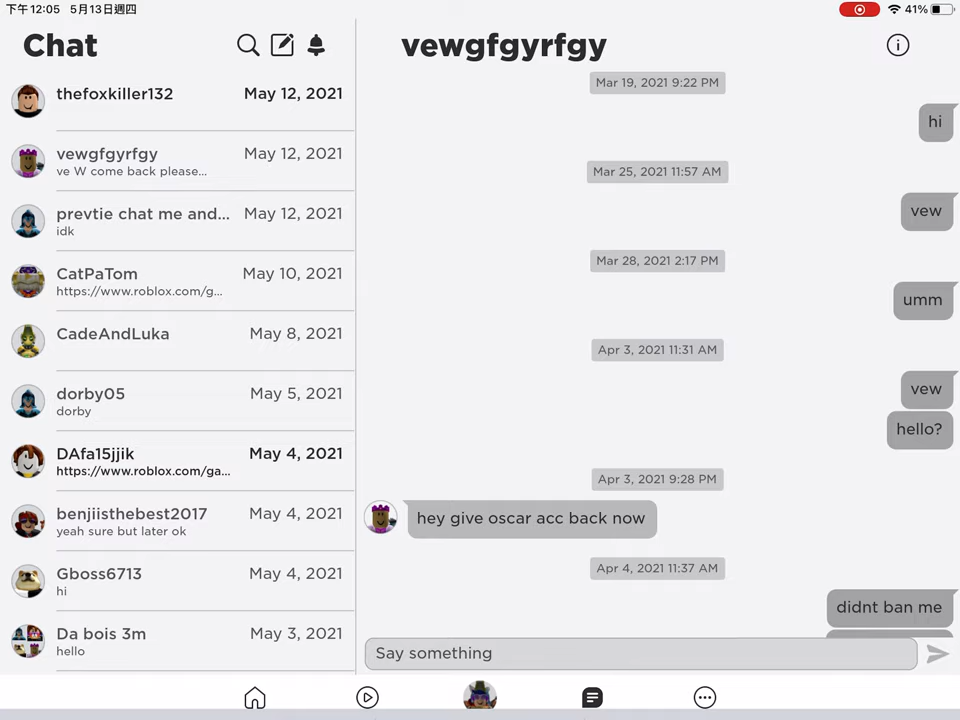 下午12:05 5月13日週四
41%
Chat
thefoxkiller132 May 12, 2021
vewgfgyrfgy May 12, 2021
ve W come back please...
prevtie chat me and... May 12, 2021
idk
CatPaTom May 10, 2021
https://www.roblox.com/g...
CadeAndLuka May 8, 2021
dorby05 May 5, 2021
dorby
DAfa15jjik May 4, 2021
https://www.roblox.com/ga...
benjiisthebest2017 May 4, 2021
yeah sure but later ok
Gboss6713 May 4, 2021
hi
Da bois 3m May 3, 2021
hello
vewgfgyrfgy
Mar 19, 2021 9:22 PM
hi
Mar 25, 2021 11:57 AM
vew
Mar 28, 2021 2:17 PM
umm
Apr 3, 2021 11:31 AM
vew
hello?
Apr 3, 2021 9:28 PM
hey give oscar acc back now
Apr 4, 2021 11:37 AM
didnt ban me
Say something